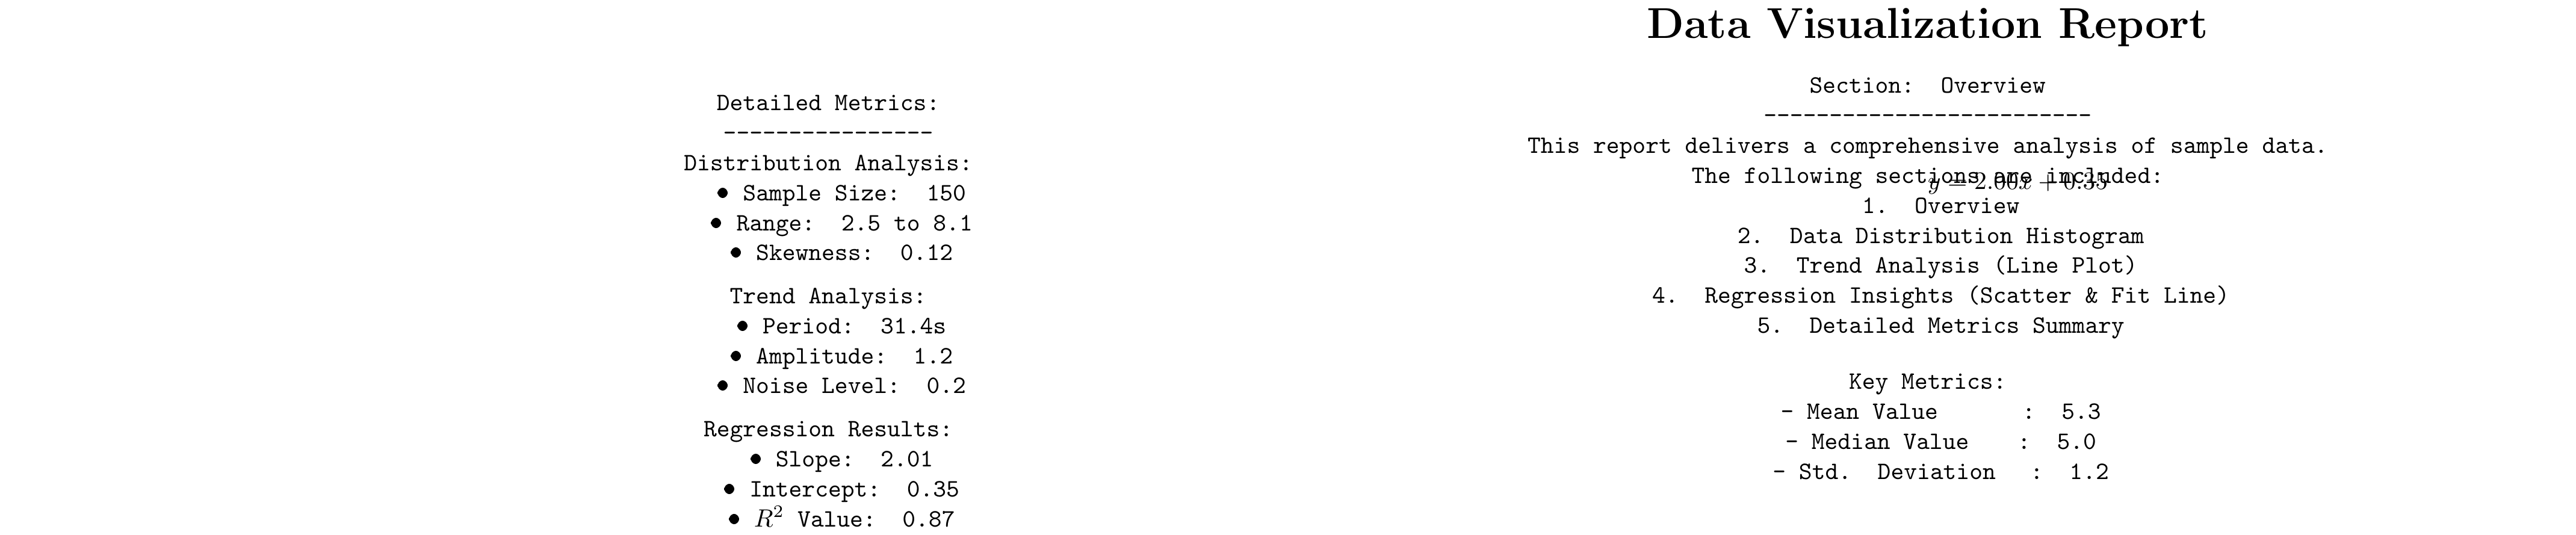 Data Visualization Report
Section: Overview
-------------------------
This report delivers a comprehensive analysis of sample data.
The following sections are included:
y = 2.00x + 0.35
1. Overview
2. Data Distribution Histogram
3. Trend Analysis (Line Plot)
4. Regression Insights (Scatter & Fit Line)
5. Detailed Metrics Summary
Key Metrics:
- Mean Value : 5.3
- Median Value : 5.0
- Std. Deviation : 1.2
Detailed Metrics:
----------------
Distribution Analysis:
• Sample Size: 150
• Range: 2.5 to 8.1
• Skewness: 0.12
Trend Analysis:
• Period: 31.4s
• Amplitude: 1.2
• Noise Level: 0.2
Regression Results:
• Slope: 2.01
• Intercept: 0.35
• R² Value: 0.87